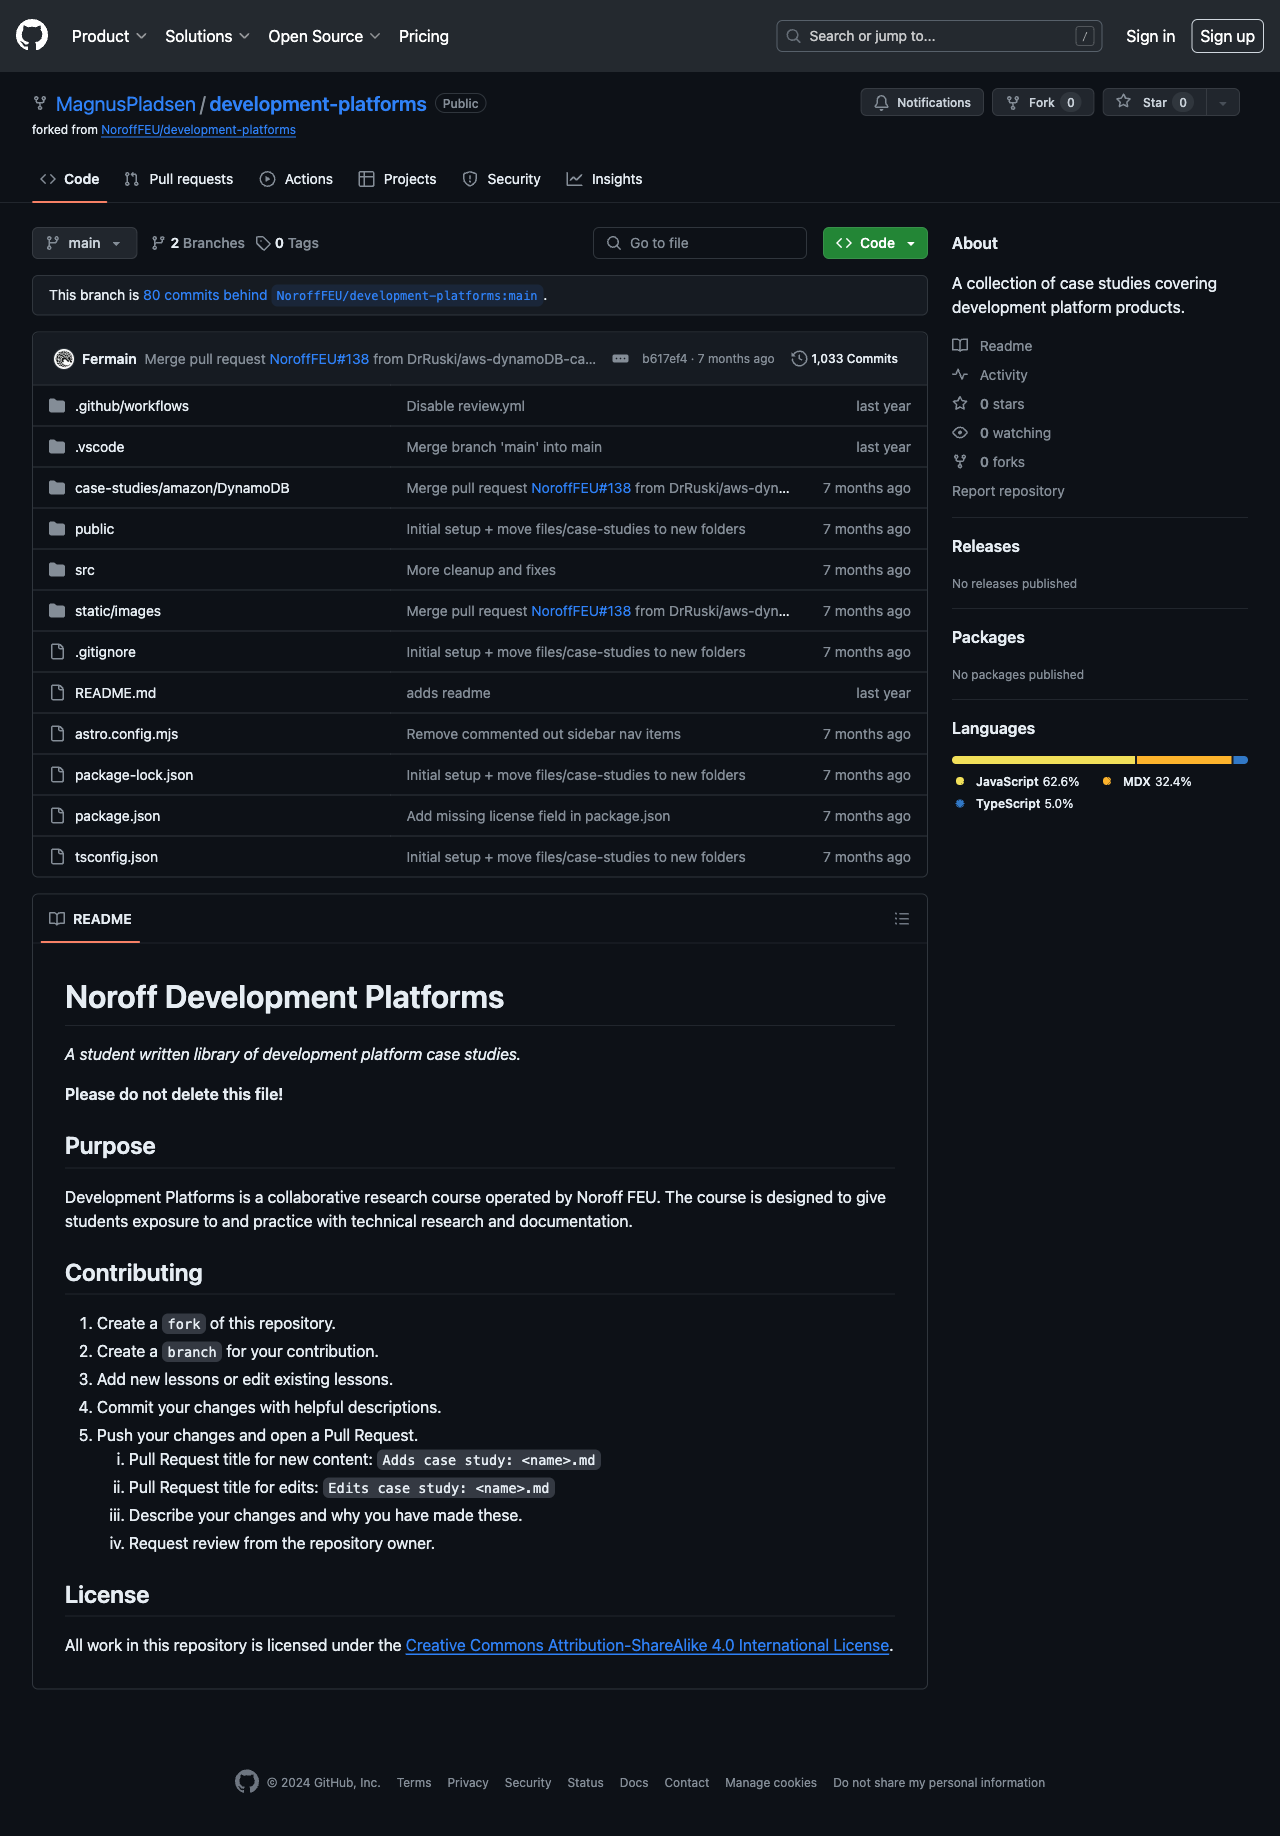 Product Solutions Open Source Pricing Search or jump to... / Sign in Sign up
MagnusPladsen / development-platforms Public Notifications Fork 0 Star 0
forked from NoroffFEU/development-platforms
Code Pull requests Actions Projects Security Insights
main 2 Branches 0 Tags Go to file Code
This branch is 80 commits behind NoroffFEU/development-platforms:main .
Fermain Merge pull request NoroffFEU#138 from DrRuski/aws-dynamoDB-ca... b617ef4 · 7 months ago 1,033 Commits
.github/workflows Disable review.yml last year
.vscode Merge branch 'main' into main last year
case-studies/amazon/DynamoDB Merge pull request NoroffFEU#138 from DrRuski/aws-dyn... 7 months ago
public Initial setup + move files/case-studies to new folders 7 months ago
src More cleanup and fixes 7 months ago
static/images Merge pull request NoroffFEU#138 from DrRuski/aws-dyn... 7 months ago
.gitignore Initial setup + move files/case-studies to new folders 7 months ago
README.md adds readme last year
astro.config.mjs Remove commented out sidebar nav items 7 months ago
package-lock.json Initial setup + move files/case-studies to new folders 7 months ago
package.json Add missing license field in package.json 7 months ago
tsconfig.json Initial setup + move files/case-studies to new folders 7 months ago
README
Noroff Development Platforms
A student written library of development platform case studies.
Please do not delete this file!
Purpose
Development Platforms is a collaborative research course operated by Noroff FEU. The course is designed to give
students exposure to and practice with technical research and documentation.
Contributing
1. Create a fork of this repository.
2. Create a branch for your contribution.
3. Add new lessons or edit existing lessons.
4. Commit your changes with helpful descriptions.
5. Push your changes and open a Pull Request.
i. Pull Request title for new content: Adds case study: <name>.md
ii. Pull Request title for edits: Edits case study: <name>.md
iii. Describe your changes and why you have made these.
iv. Request review from the repository owner.
License
All work in this repository is licensed under the Creative Commons Attribution-ShareAlike 4.0 International License.
About
A collection of case studies covering
development platform products.
Readme
Activity
0 stars
0 watching
0 forks
Report repository
Releases
No releases published
Packages
No packages published
Languages
JavaScript 62.6% MDX 32.4%
TypeScript 5.0%
© 2024 GitHub, Inc. Terms Privacy Security Status Docs Contact Manage cookies Do not share my personal information